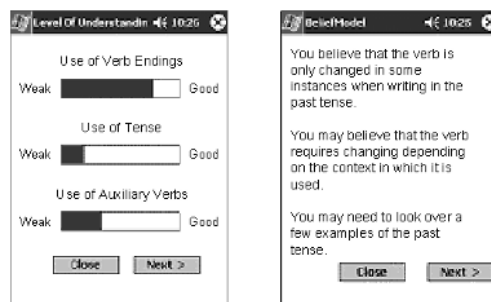 Level Of Understandin 10:26
Use of Verb Endings
Weak Good
Use of Tense
Weak Good
Use of Auxiliary Verbs
Weak Good
Close Next >
BeliefModel 10:25
You believe that the verb is
only changed in some
instances when writing in the
past tense.
You may believe that the verb
requires changing depending
on the context in which it is
used.
You may need to look over a
few examples of the past
tense.
Close Next >